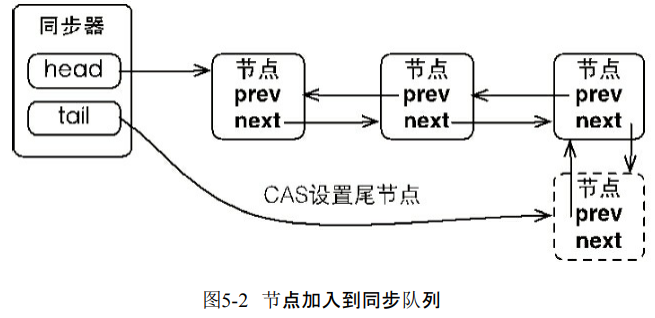 同步器
head
tail
节点
prev
next
节点
prev
next
节点
prev
next
CAS设置尾节点
节点
prev
next
图5-2 节点加入到同步队列